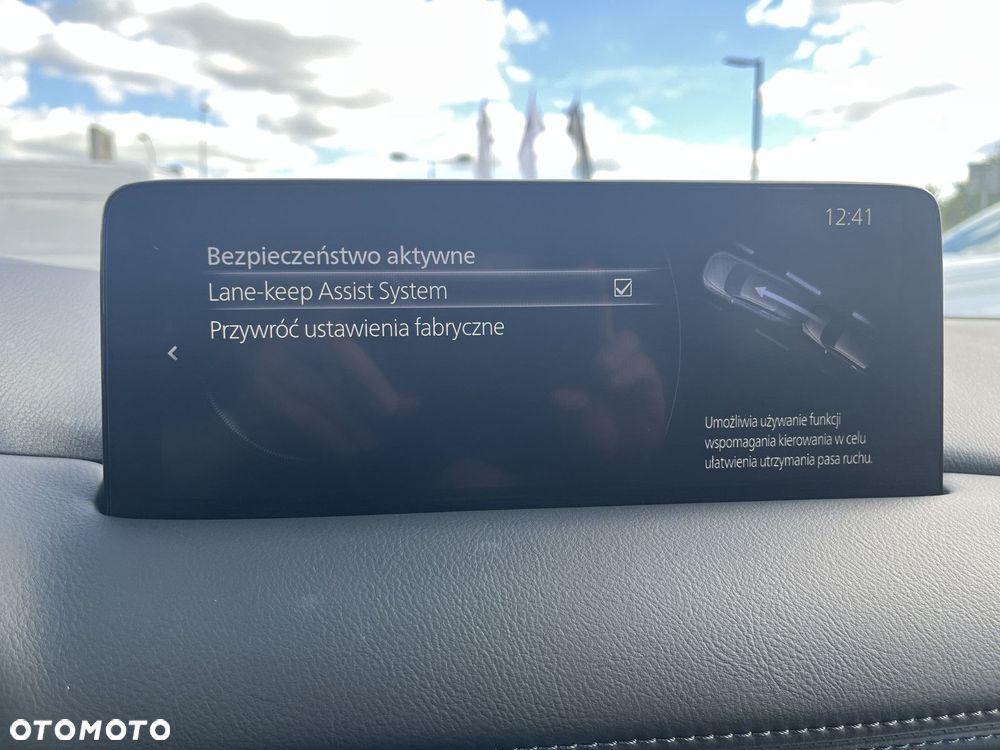 12:41
Bezpieczeństwo aktywne
Lane-keep Assist System
Przywróć ustawienia fabryczne
Umożliwia używanie funkcji
wspomagania kierowania w celu
ułatwienia utrzymania pasa ruchu.
OTOMOTO